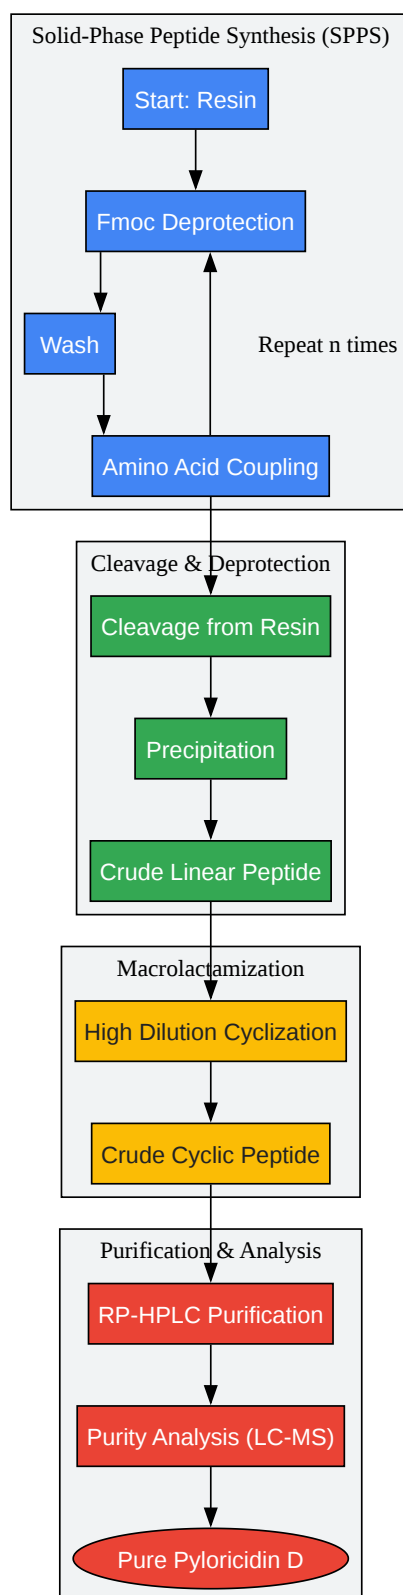 Solid-Phase Peptide Synthesis (SPPS)
Start: Resin
Fmoc Deprotection
Wash
Repeat n times
Amino Acid Coupling
Cleavage & Deprotection
Cleavage from Resin
Precipitation
Crude Linear Peptide
Macrolactamization
High Dilution Cyclization
Crude Cyclic Peptide
Purification & Analysis
RP-HPLC Purification
Purity Analysis (LC-MS)
Pure Pyloricidin D